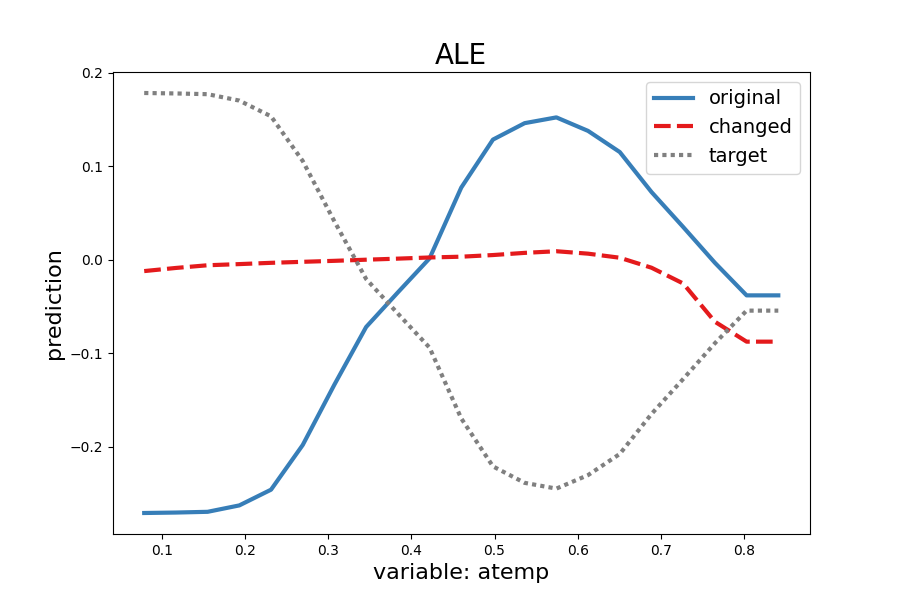 ALE
original
changed
target
prediction
0.2
0.1
0.0
−0.1
−0.2
0.1 0.2 0.3 0.4 0.5 0.6 0.7 0.8
variable: atemp